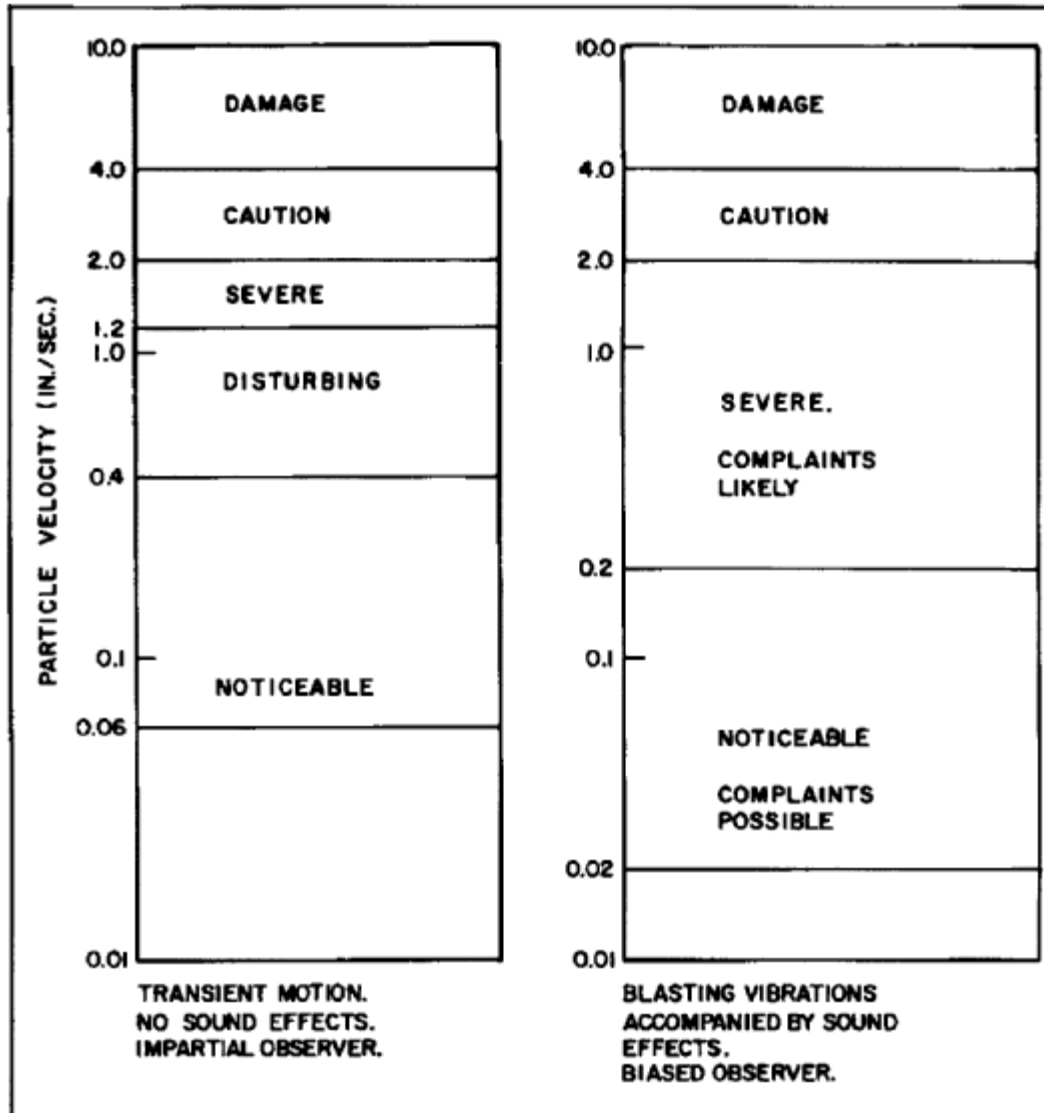 PARTICLE VELOCITY (IN./SEC.)
10.0
DAMAGE
4.0
CAUTION
2.0
SEVERE
1.2
1.0
DISTURBING
0.4
0.1
NOTICEABLE
0.06
0.01
TRANSIENT MOTION.
NO SOUND EFFECTS.
IMPARTIAL OBSERVER.
10.0
DAMAGE
4.0
CAUTION
2.0
1.0
SEVERE.
COMPLAINTS
LIKELY
0.2
0.1
NOTICEABLE
COMPLAINTS
POSSIBLE
0.02
0.01
BLASTING VIBRATIONS
ACCOMPANIED BY SOUND
EFFECTS.
BIASED OBSERVER.